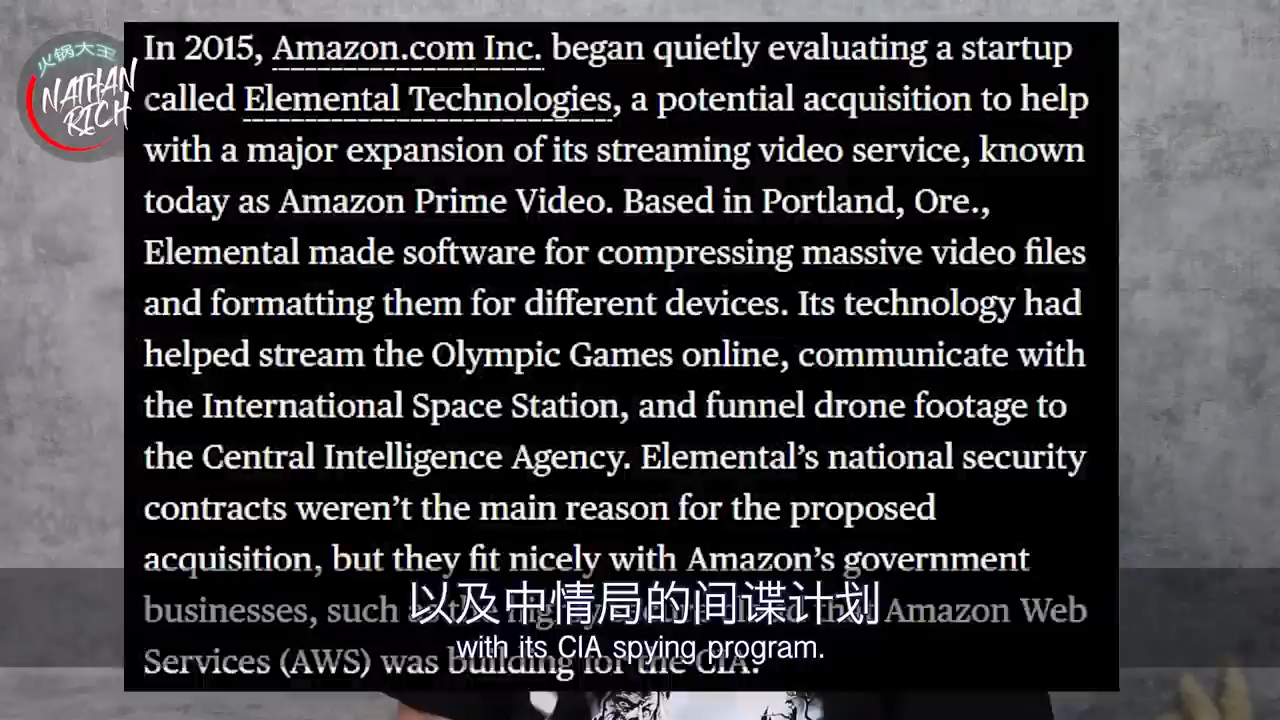 火锅大王
NATHAN
RICH
In 2015, Amazon.com Inc. began quietly evaluating a startup
called Elemental Technologies, a potential acquisition to help
with a major expansion of its streaming video service, known
today as Amazon Prime Video. Based in Portland, Ore.,
Elemental made software for compressing massive video files
and formatting them for different devices. Its technology had
helped stream the Olympic Games online, communicate with
the International Space Station, and funnel drone footage to
the Central Intelligence Agency. Elemental’s national security
contracts weren’t the main reason for the proposed
acquisition, but they fit nicely with Amazon’s government
businesses, such Amazon Web
以及中情局的间谍计划
Services (AWS) was building for the CIA.
with its CIA spying program.